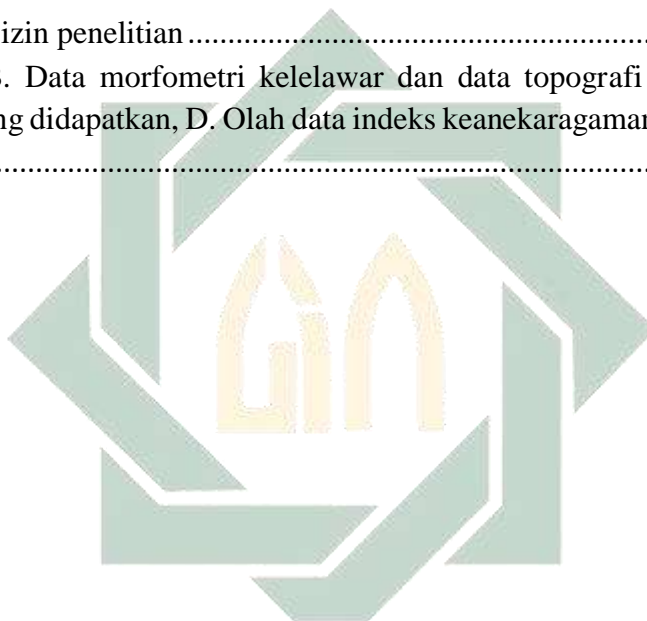 izin penelitian ............................................................
. Data morfometri kelelawar dan data topografi
ng didapatkan, D. Olah data indeks keanekaragaman
....................................................................................